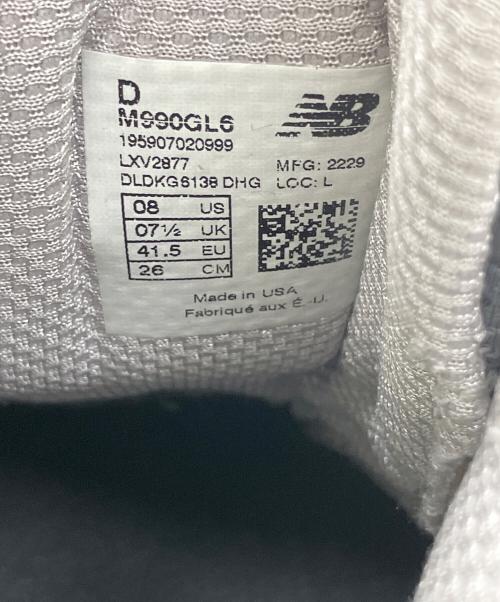 D
NB
M990GL6
195907020999
LXV2877 MFG: 2229
DLDKG6138 DHG LOC: L
08 US
07½ UK
41.5 EU
26 CM
Made in USA
Fabriqué aux É.-U.